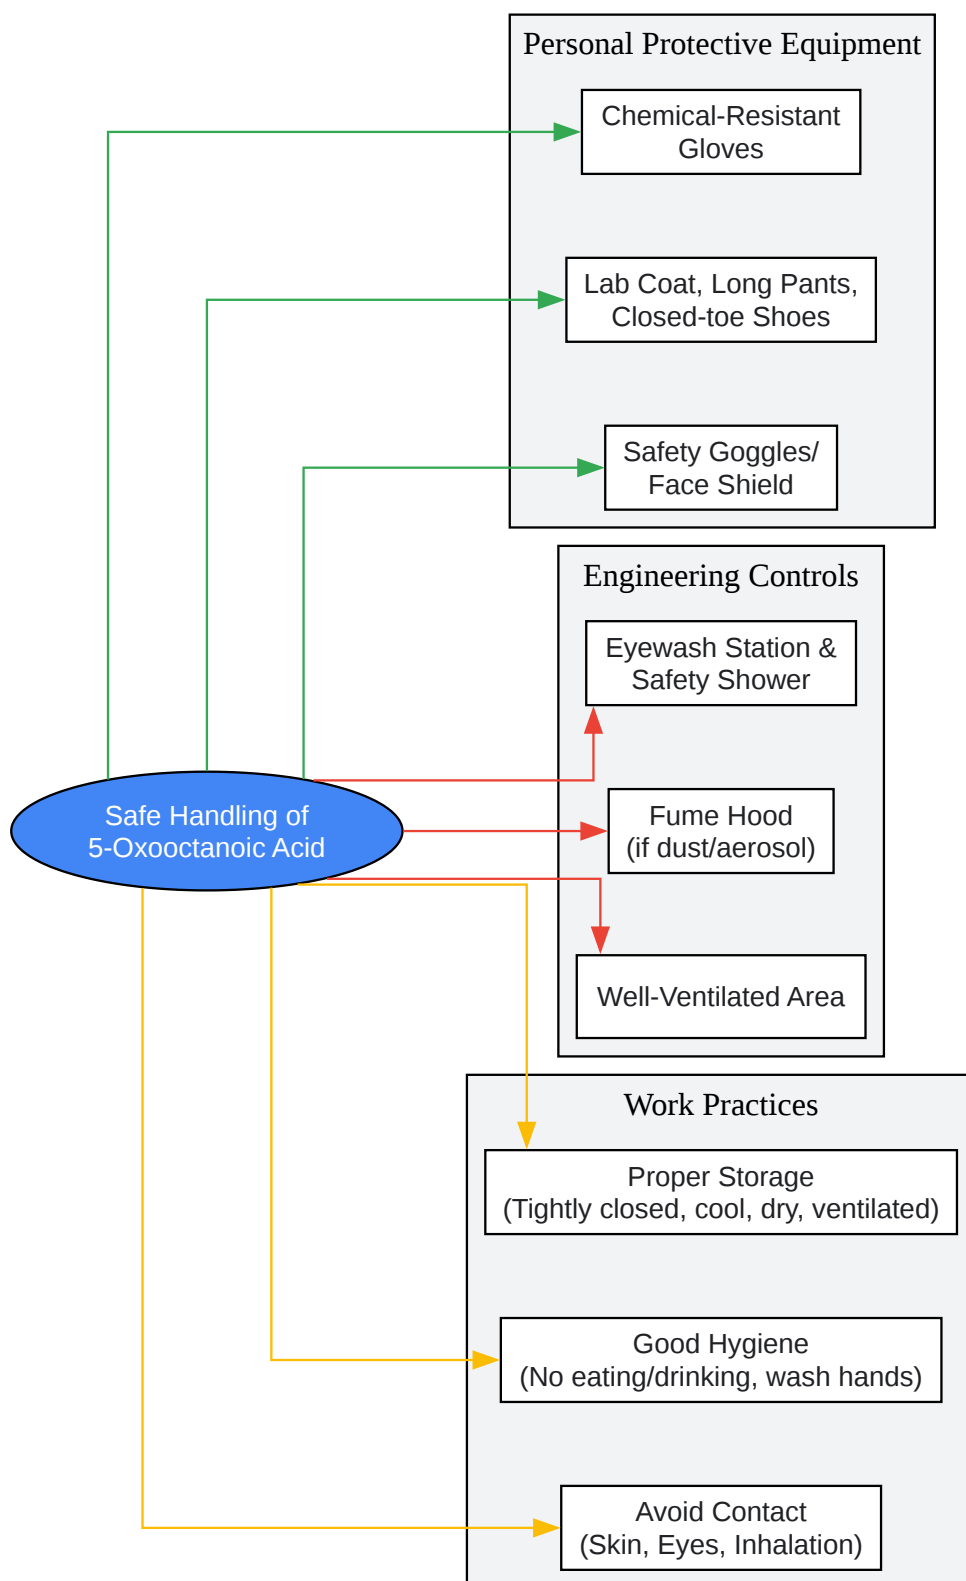 Personal Protective Equipment
Chemical-Resistant
Gloves
Lab Coat, Long Pants,
Closed-toe Shoes
Safety Goggles/
Face Shield
Engineering Controls
Eyewash Station &
Safety Shower
Safe Handling of
5-Oxooctanoic Acid
Fume Hood
(if dust/aerosol)
Well-Ventilated Area
Work Practices
Proper Storage
(Tightly closed, cool, dry, ventilated)
Good Hygiene
(No eating/drinking, wash hands)
Avoid Contact
(Skin, Eyes, Inhalation)